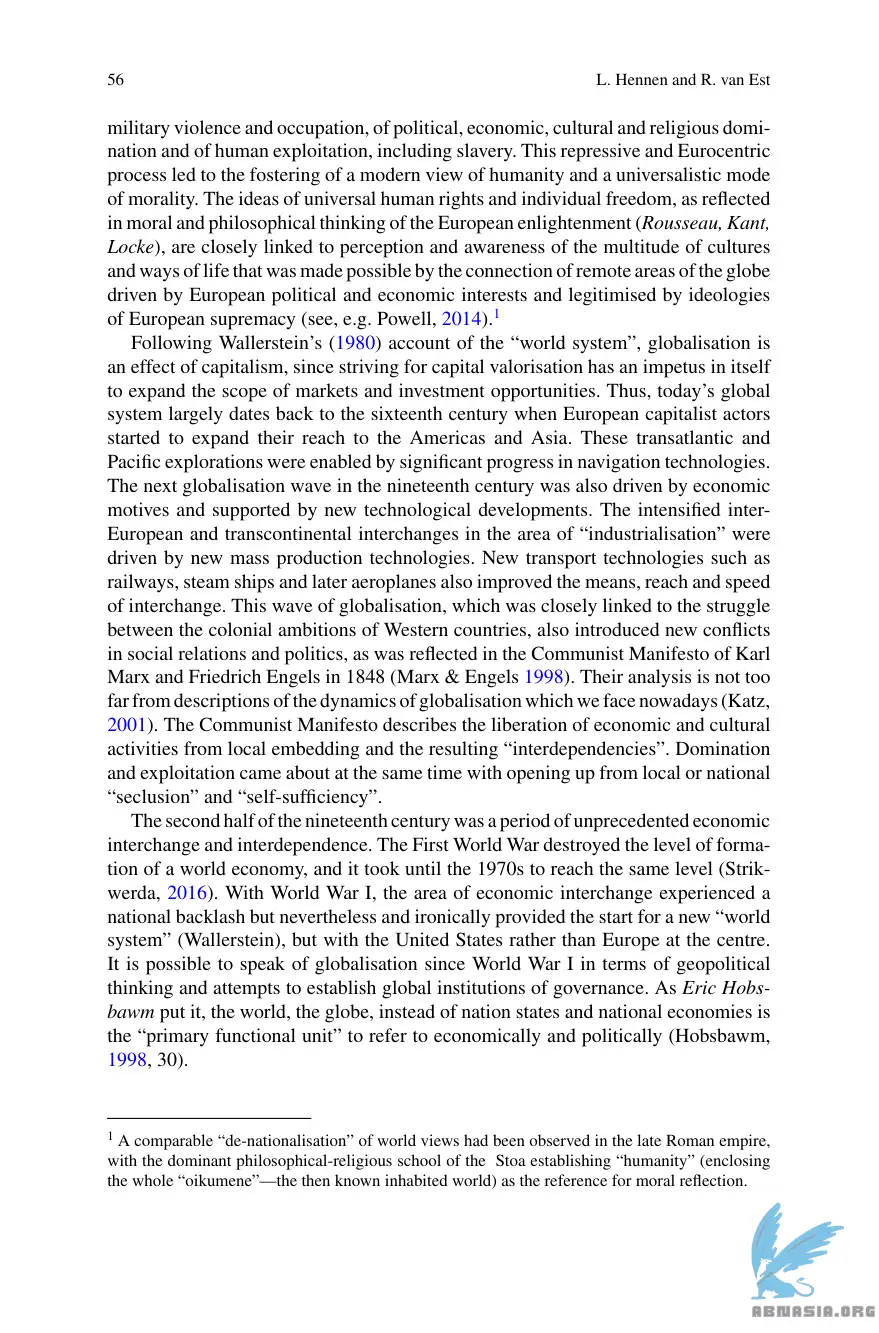 56 L. Hennen and R. van Est
military violence and occupation, of political, economic, cultural and religious domi-
nation and of human exploitation, including slavery. This repressive and Eurocentric
process led to the fostering of a modern view of humanity and a universalistic mode
of morality. The ideas of universal human rights and individual freedom, as reflected
in moral and philosophical thinking of the European enlightenment (Rousseau, Kant,
Locke), are closely linked to perception and awareness of the multitude of cultures
and ways of life that was made possible by the connection of remote areas of the globe
driven by European political and economic interests and legitimised by ideologies
of European supremacy (see, e.g. Powell, 2014).1
Following Wallerstein’s (1980) account of the “world system”, globalisation is
an effect of capitalism, since striving for capital valorisation has an impetus in itself
to expand the scope of markets and investment opportunities. Thus, today’s global
system largely dates back to the sixteenth century when European capitalist actors
started to expand their reach to the Americas and Asia. These transatlantic and
Pacific explorations were enabled by significant progress in navigation technologies.
The next globalisation wave in the nineteenth century was also driven by economic
motives and supported by new technological developments. The intensified inter-
European and transcontinental interchanges in the area of “industrialisation” were
driven by new mass production technologies. New transport technologies such as
railways, steam ships and later aeroplanes also improved the means, reach and speed
of interchange. This wave of globalisation, which was closely linked to the struggle
between the colonial ambitions of Western countries, also introduced new conflicts
in social relations and politics, as was reflected in the Communist Manifesto of Karl
Marx and Friedrich Engels in 1848 (Marx & Engels 1998). Their analysis is not too
far from descriptions of the dynamics of globalisation which we face nowadays (Katz,
2001). The Communist Manifesto describes the liberation of economic and cultural
activities from local embedding and the resulting “interdependencies”. Domination
and exploitation came about at the same time with opening up from local or national
“seclusion” and “self-sufficiency”.
The second half of the nineteenth century was a period of unprecedented economic
interchange and interdependence. The First World War destroyed the level of forma-
tion of a world economy, and it took until the 1970s to reach the same level (Strik-
werda, 2016). With World War I, the area of economic interchange experienced a
national backlash but nevertheless and ironically provided the start for a new “world
system” (Wallerstein), but with the United States rather than Europe at the centre.
It is possible to speak of globalisation since World War I in terms of geopolitical
thinking and attempts to establish global institutions of governance. As Eric Hobs-
bawm put it, the world, the globe, instead of nation states and national economies is
the “primary functional unit” to refer to economically and politically (Hobsbawm,
1998, 30).
1 A comparable “de-nationalisation” of world views had been observed in the late Roman empire,
with the dominant philosophical-religious school of the Stoa establishing “humanity” (enclosing
the whole “oikumene”—the then known inhabited world) as the reference for moral reflection.
ABNASIA.ORG